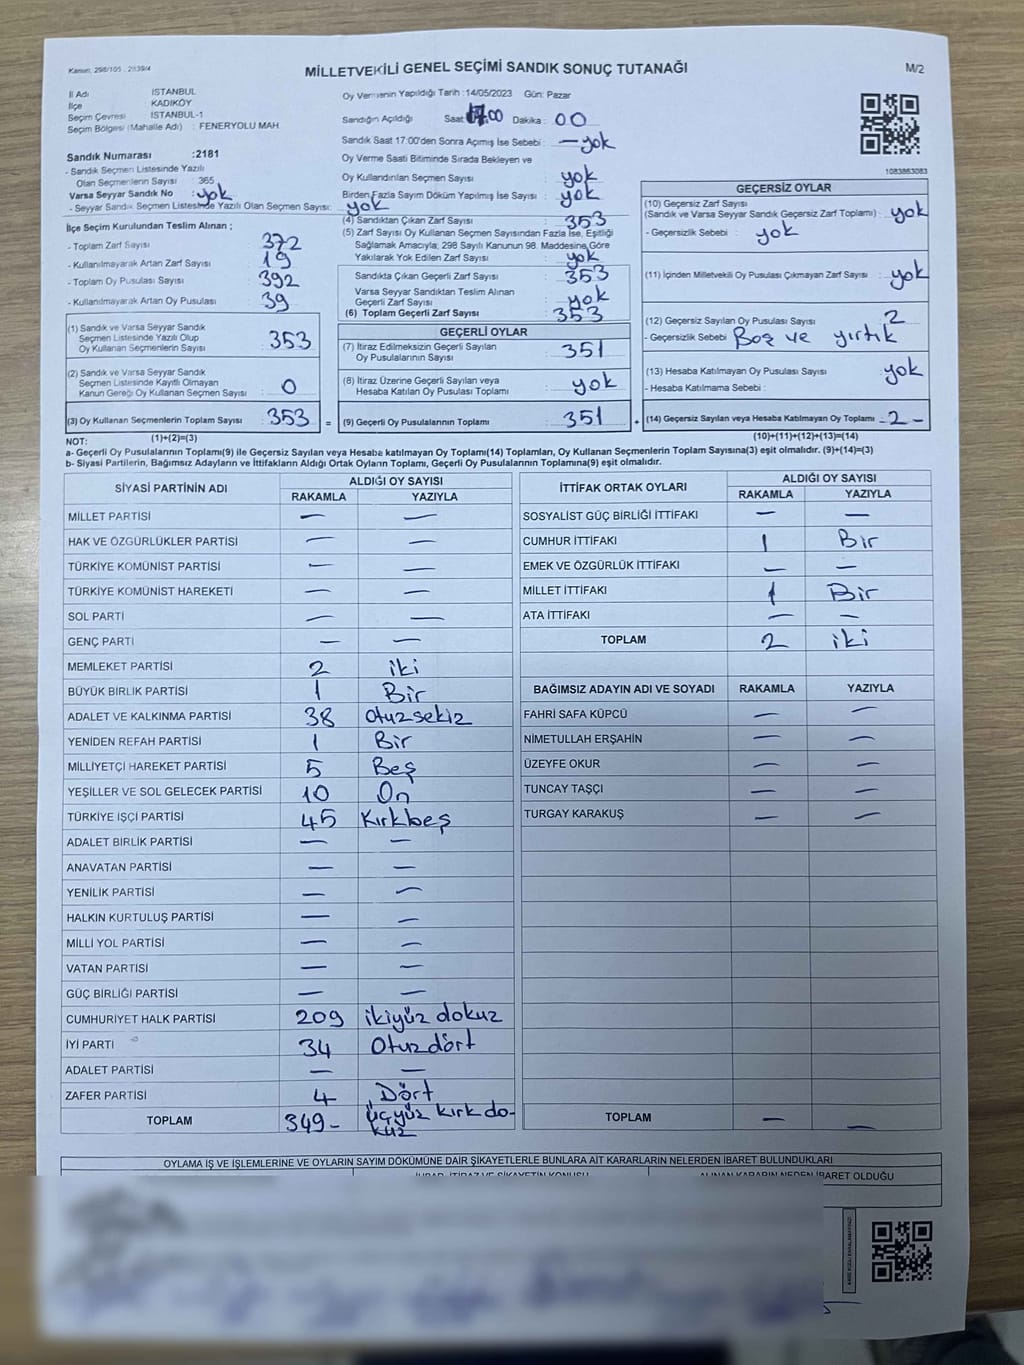 Kanun: 298/105 , 2839/4
MİLLETVEKİLİ GENEL SEÇİMİ SANDIK SONUÇ TUTANAĞI
M/2
İl Adı İSTANBUL
İlçe KADIKÖY
Seçim Çevresi İSTANBUL-1
Seçim Bölgesi (Mahalle Adı) : FENERYOLU MAH
Oy Vermenin Yapıldığı Tarih :14/05/2023 Gün: Pazar
Sandığın Açıldığı Saat 17.00 Dakika : 00
Sandık Saat 17:00'den Sonra Açılmış İse Sebebi : — yok
Oy Verme Saati Bitiminde Sırada Bekleyen ve
Oy Kullandırılan Seçmen Sayısı : yok
Birden Fazla Sayım Döküm Yapılmış İse Sayısı : yok
Sandık Numarası :2181
- Sandık Seçmen Listesinde Yazılı
Olan Seçmenlerin Sayısı : 365
Varsa Seyyar Sandık No : yok
- Seyyar Sandık Seçmen Listesinde Yazılı Olan Seçmen Sayısı: yok
(4) Sandıktan Çıkan Zarf Sayısı : 353
(5) Zarf Sayısı Oy Kullanan Seçmen Sayısından Fazla İse, Eşitliği
Sağlamak Amacıyla; 298 Sayılı Kanunun 98. Maddesine Göre
Yakılarak Yok Edilen Zarf Sayısı : yok
Sandıkta Çıkan Geçerli Zarf Sayısı : 353
Varsa Seyyar Sandıktan Teslim Alınan
Geçerli Zarf Sayısı : yok
(6) Toplam Geçerli Zarf Sayısı : 353
İlçe Seçim Kurulundan Teslim Alınan ;
- Toplam Zarf Sayısı : 372
- Kullanılmayarak Artan Zarf Sayısı : 19
- Toplam Oy Pusulası Sayısı : 392
- Kullanılmayarak Artan Oy Pusulası : 39
(1) Sandık ve Varsa Seyyar Sandık
Seçmen Listesinde Yazılı Olup
Oy Kullanan Seçmenlerin Sayısı : 353
(2) Sandık ve Varsa Seyyar Sandık
Seçmen Listesinde Kayıtlı Olmayan
Kanun Gereği Oy Kullanan Seçmen Sayısı : 0
(3) Oy Kullanan Seçmenlerin Toplam Sayısı : 353 =
(1)+(2)=(3)
GEÇERLİ OYLAR
(7) İtiraz Edilmeksizin Geçerli Sayılan
Oy Pusulalarının Sayısı : 351
(8) İtiraz Üzerine Geçerli Sayılan veya
Hesaba Katılan Oy Pusulası Toplamı : yok
(9) Geçerli Oy Pusulalarının Toplamı : 351 +
1083863083
GEÇERSİZ OYLAR
(10) Geçersiz Zarf Sayısı
(Sandık ve Varsa Seyyar Sandık Geçersiz Zarf Toplamı) : yok
- Geçersizlik Sebebi : yok
(11) İçinden Milletvekili Oy Pusulası Çıkmayan Zarf Sayısı : yok
(12) Geçersiz Sayılan Oy Pusulası Sayısı : 2
- Geçersizlik Sebebi : Boş ve yırtık
(13) Hesaba Katılmayan Oy Pusulası Sayısı : yok
- Hesaba Katılmama Sebebi :
(14) Geçersiz Sayılan veya Hesaba Katılmayan Oy Toplamı : 2 -
(10)+(11)+(12)+(13)=(14)
NOT:
a- Geçerli Oy Pusulalarının Toplamı(9) ile Geçersiz Sayılan veya Hesaba katılmayan Oy Toplamı(14) Toplamları, Oy Kullanan Seçmenlerin Toplam Sayısına(3) eşit olmalıdır. (9)+(14)=(3)
b- Siyasi Partilerin, Bağımsız Adayların ve İttifakların Aldığı Ortak Oyların Toplamı, Geçerli Oy Pusulalarının Toplamına(9) eşit olmalıdır.
SİYASİ PARTİNİN ADI ALDIĞI OY SAYISI
RAKAMLA YAZIYLA
MİLLET PARTİSİ — —
HAK VE ÖZGÜRLÜKLER PARTİSİ — —
TÜRKİYE KOMÜNİST PARTİSİ — —
TÜRKİYE KOMÜNİST HAREKETİ — —
SOL PARTİ — —
GENÇ PARTİ — —
MEMLEKET PARTİSİ 2 iki
BÜYÜK BİRLİK PARTİSİ 1 Bir
ADALET VE KALKINMA PARTİSİ 38 otuzsekiz
YENİDEN REFAH PARTİSİ 1 Bir
MİLLİYETÇİ HAREKET PARTİSİ 5 Beş
YEŞİLLER VE SOL GELECEK PARTİSİ 10 On
TÜRKİYE İŞÇİ PARTİSİ 45 Kırkbeş
ADALET BİRLİK PARTİSİ — —
ANAVATAN PARTİSİ — —
YENİLİK PARTİSİ — —
HALKIN KURTULUŞ PARTİSİ — —
MİLLİ YOL PARTİSİ — —
VATAN PARTİSİ — —
GÜÇ BİRLİĞİ PARTİSİ — —
CUMHURİYET HALK PARTİSİ 209 ikiyüz dokuz
İYİ PARTİ 34 Otuzdört
ADALET PARTİSİ — —
ZAFER PARTİSİ 4 Dört
TOPLAM 349- üçyüz kırk do-
kuz
İTTİFAK ORTAK OYLARI ALDIĞI OY SAYISI
RAKAMLA YAZIYLA
SOSYALİST GÜÇ BİRLİĞİ İTTİFAKI — —
CUMHUR İTTİFAKI 1 Bir
EMEK VE ÖZGÜRLÜK İTTİFAKI — —
MİLLET İTTİFAKI 1 Bir
ATA İTTİFAKI — —
TOPLAM 2 iki
BAĞIMSIZ ADAYIN ADI VE SOYADI RAKAMLA YAZIYLA
FAHRİ SAFA KÜPCÜ — —
NİMETULLAH ERŞAHİN — —
ÜZEYFE OKUR — —
TUNCAY TAŞÇI — —
TURGAY KARAKUŞ — —
TOPLAM — —
OYLAMA İŞ VE İŞLEMLERİNE VE OYLARIN SAYIM DÖKÜMÜNE DAİR ŞİKAYETLERLE BUNLARA AİT KARARLARIN NELERDEN İBARET BULUNDUKLARI
İHBAR, İTİRAZ VE ŞİKAYETİN KONUSU ALINAN KARARIN NEDEN İBARET OLDUĞU